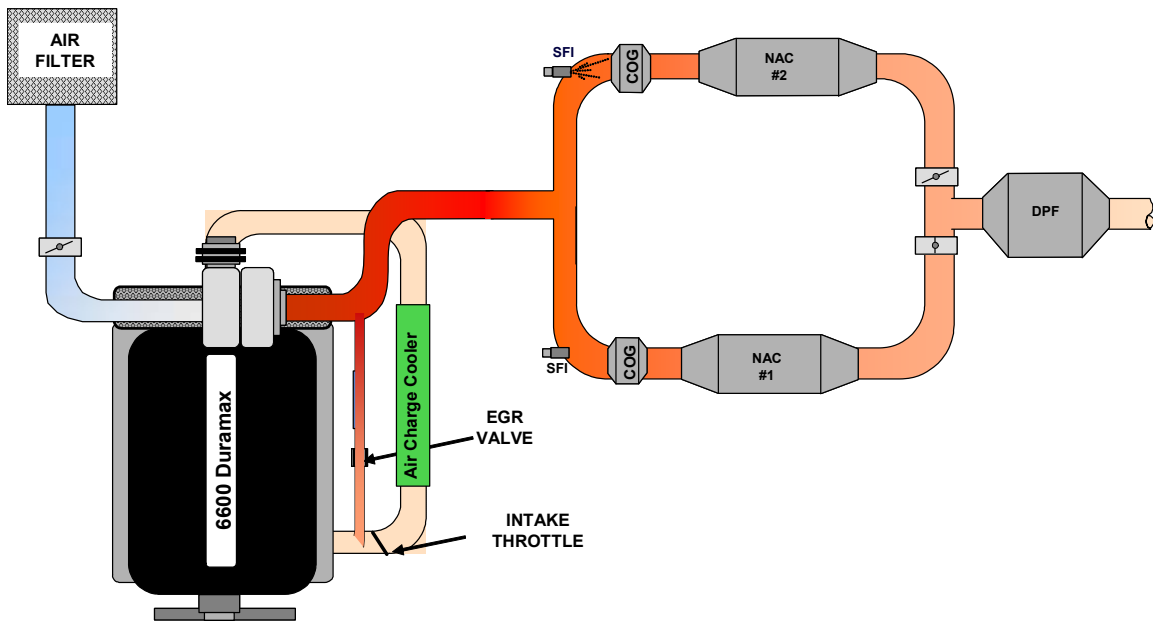 AIR
FILTER
SFI
COG
NAC
#2
DPF
SFI
COG
NAC
#1
6600 Duramax
Air Charge Cooler
EGR
VALVE
INTAKE
THROTTLE